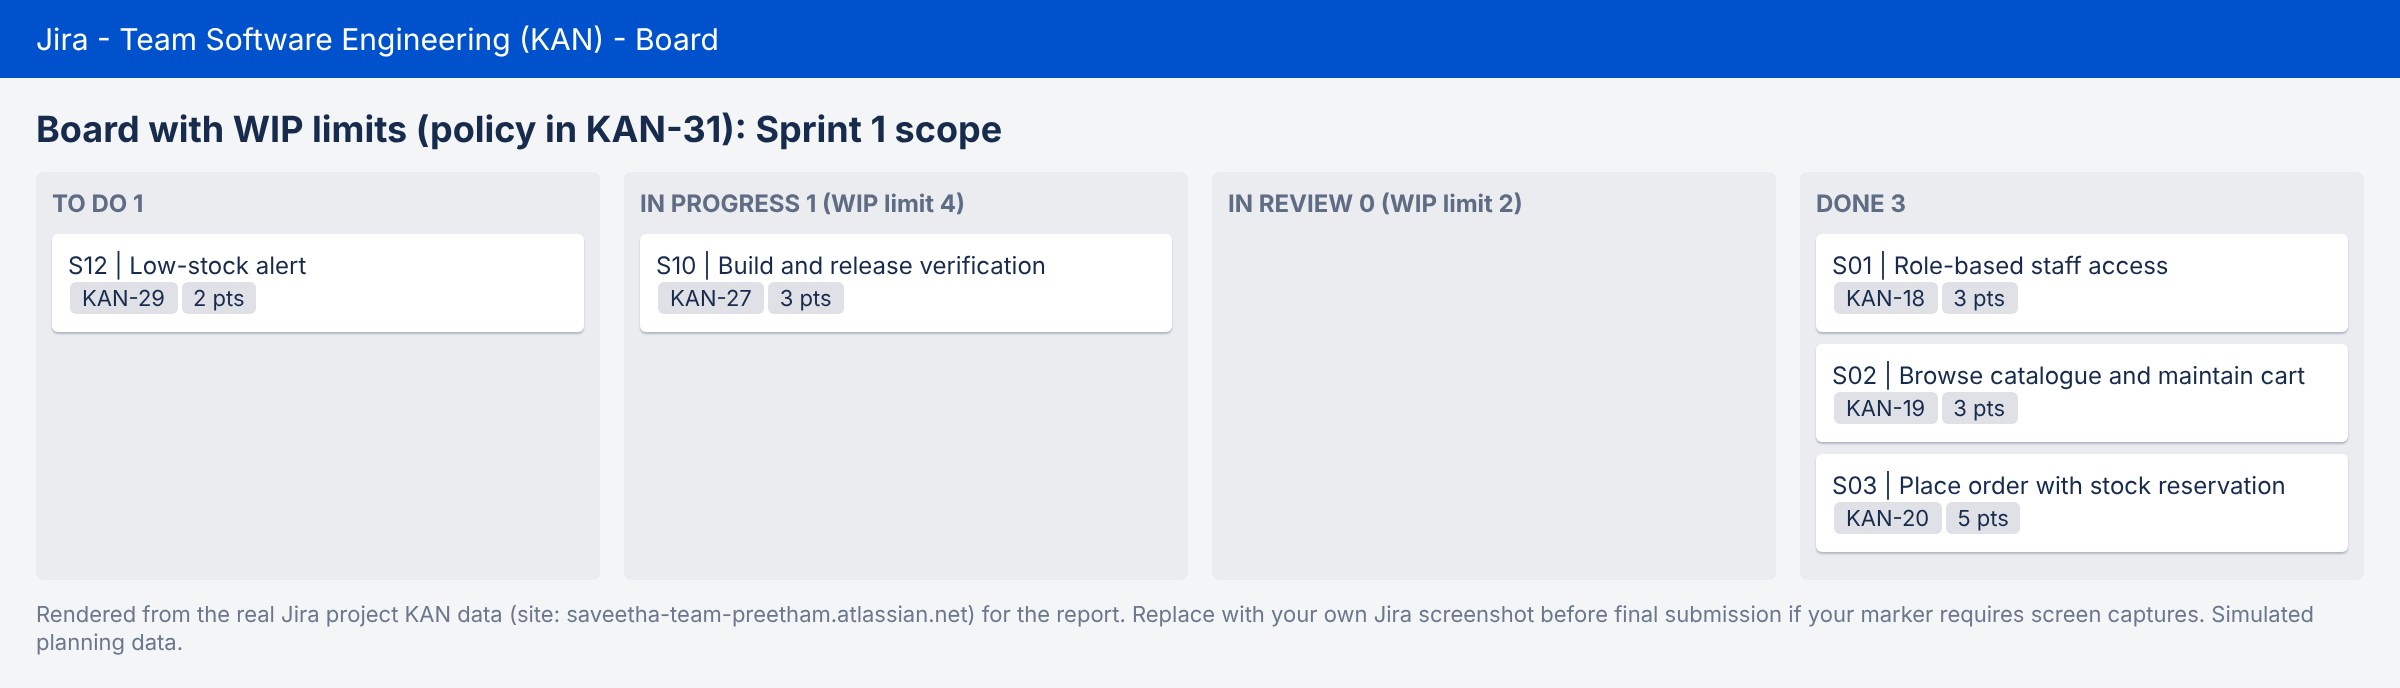 Jira - Team Software Engineering (KAN) - Board
Board with WIP limits (policy in KAN-31): Sprint 1 scope
TO DO 1
S12 | Low-stock alert
KAN-29 2 pts
IN PROGRESS 1 (WIP limit 4)
S10 | Build and release verification
KAN-27 3 pts
IN REVIEW 0 (WIP limit 2)
DONE 3
S01 | Role-based staff access
KAN-18 3 pts
S02 | Browse catalogue and maintain cart
KAN-19 3 pts
S03 | Place order with stock reservation
KAN-20 5 pts
Rendered from the real Jira project KAN data (site: saveetha-team-preetham.atlassian.net) for the report. Replace with your own Jira screenshot before final submission if your marker requires screen captures. Simulated
planning data.